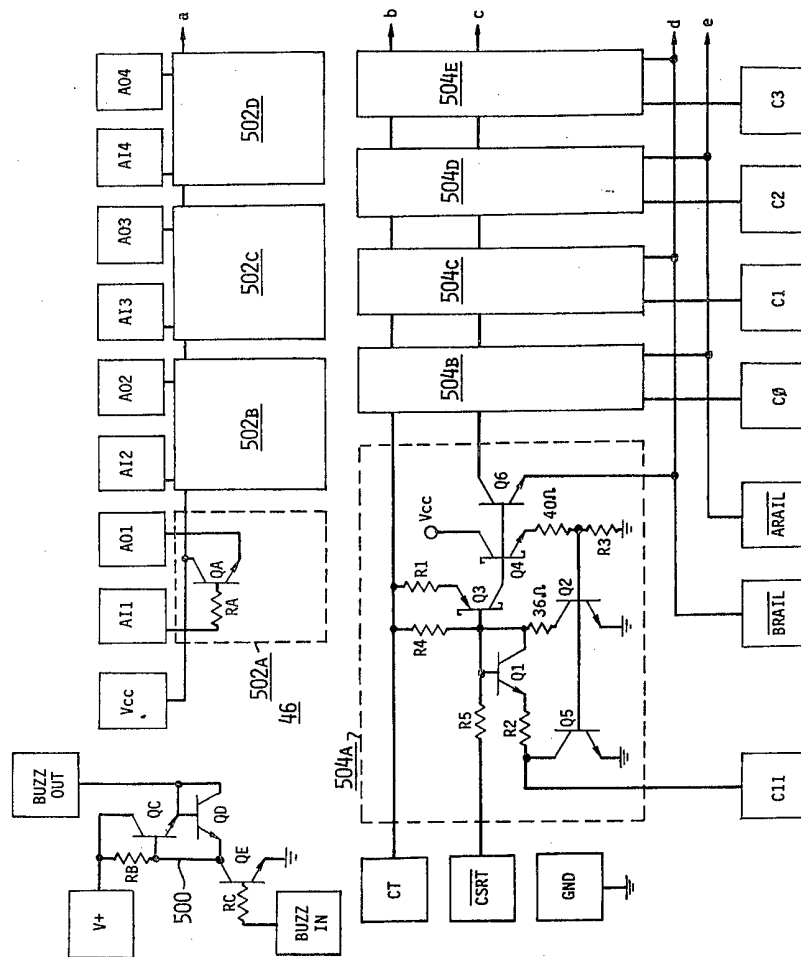 a
b
c
d
e
AO4
AI4
AO3
AI3
AO2
AI2
AO1
AI1
Vcc
502D
502C
502B
QA
RA
502A
46
BUZZ OUT
QC
QD
RB
500
QE
RC
V+
BUZZ IN
504E
504D
504C
504B
504A
Vcc
Q6
Q4
40Ω
R3
R1
Q3
R4
36Ω
Q2
Q1
R5
R2
Q5
CT
CSRT
GND
C3
C2
C1
CØ
ARAIL
BRAIL
C11